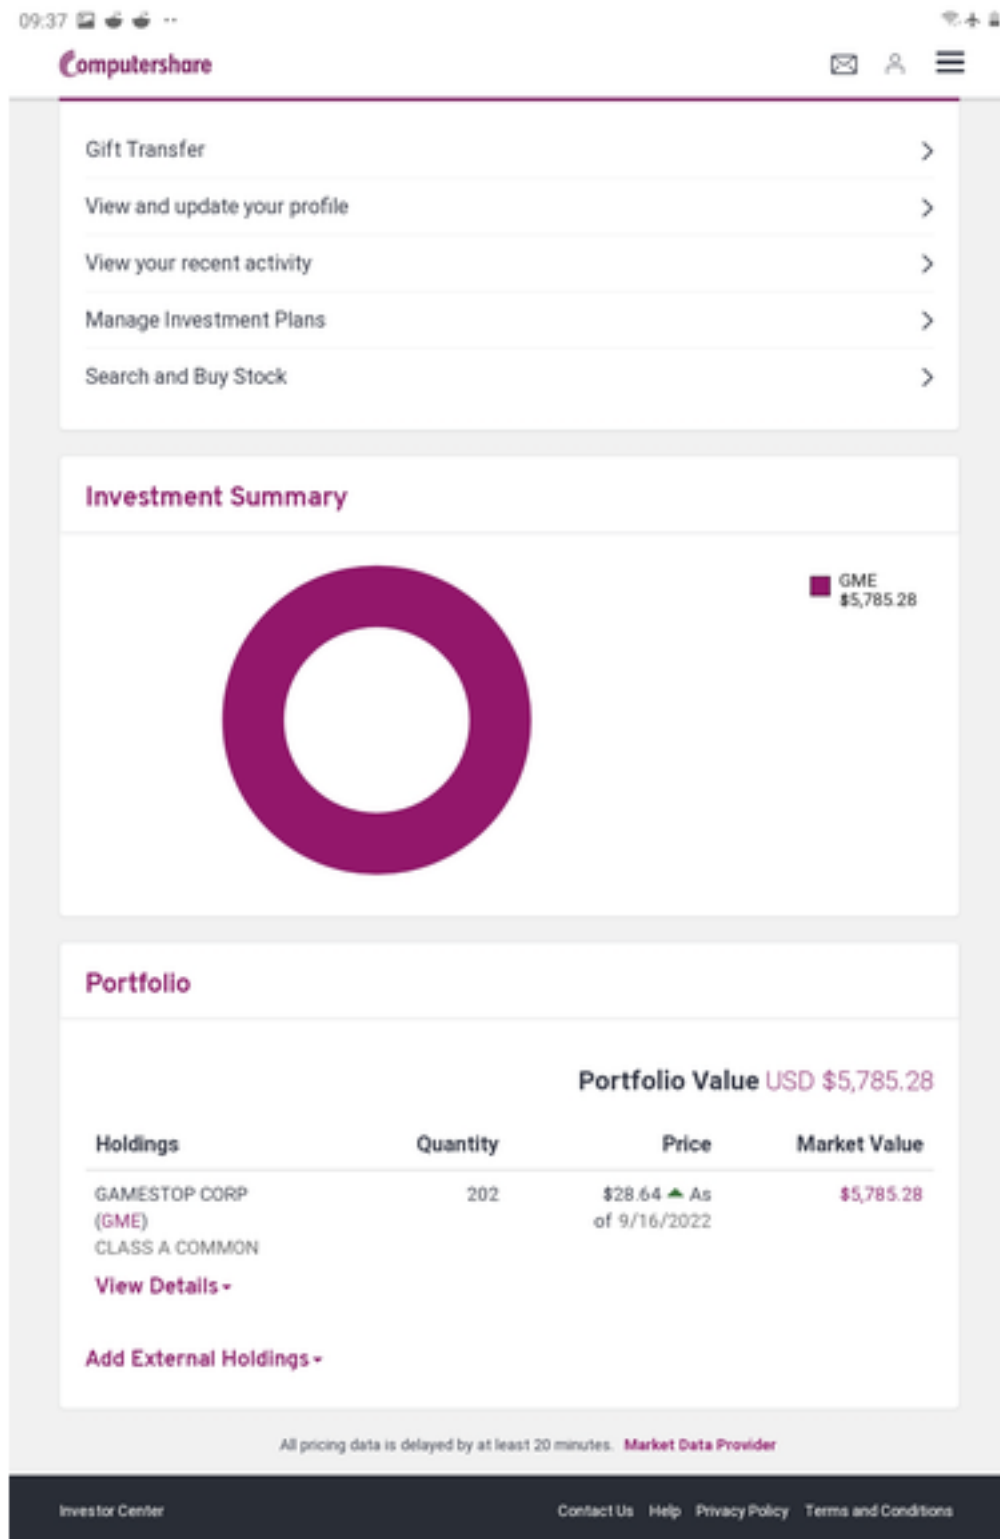 09:37
Computershare
Gift Transfer
View and update your profile
View your recent activity
Manage Investment Plans
Search and Buy Stock
Investment Summary
GME
$5,785.28
Portfolio
Portfolio Value USD $5,785.28
Holdings Quantity Price Market Value
GAMESTOP CORP 202 $28.64 As $5,785.28
(GME) of 9/16/2022
CLASS A COMMON
View Details
Add External Holdings
All pricing data is delayed by at least 20 minutes. Market Data Provider
Investor Center Contact Us Help Privacy Policy Terms and Conditions